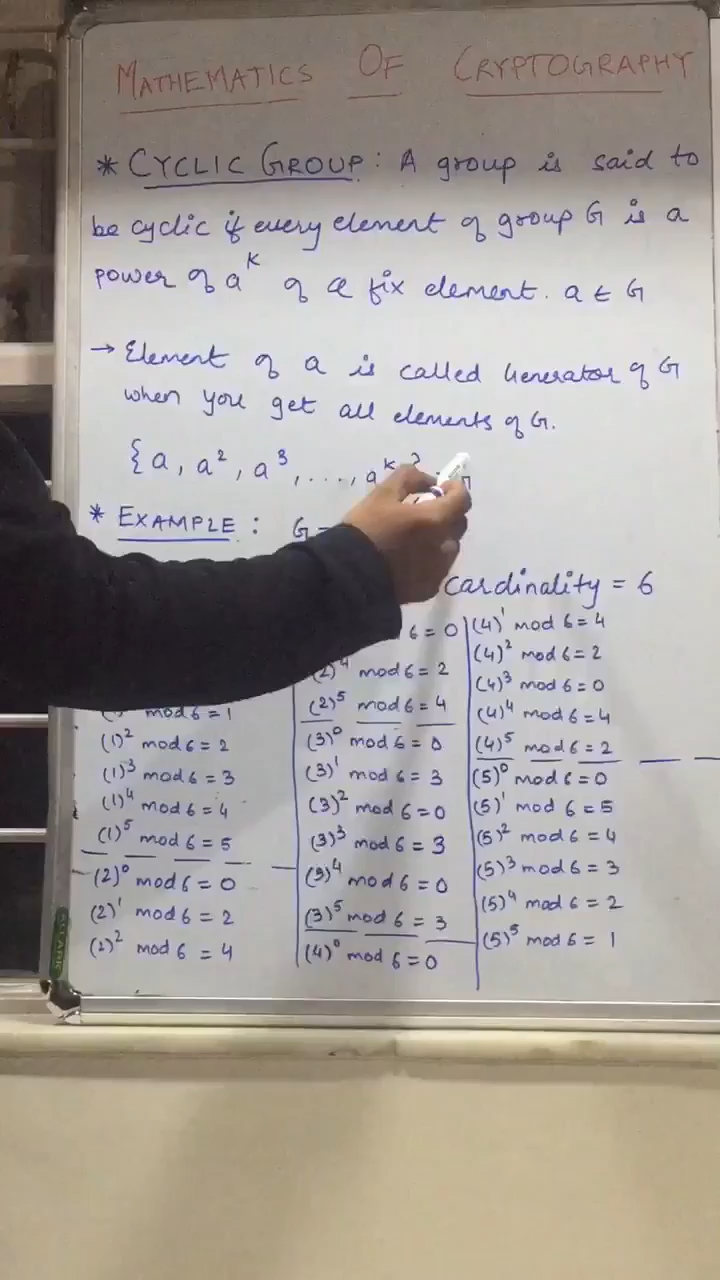 MATHEMATICS OF CRYPTOGRAPHY
* CYCLIC GROUP: A group is said to
be cyclic if every element of group G is a
power of a^k of a fix element. a ∈ G
→ Element of a is called Generator of G
when you get all elements of G.
{a, a², a³, ..., a^k
* EXAMPLE : G =
cardinality = 6
mod 6 = 1
(1)² mod 6 = 2
(1)³ mod 6 = 3
(1)⁴ mod 6 = 4
(1)⁵ mod 6 = 5
(2)⁰ mod 6 = 0
(2)¹ mod 6 = 2
(2)² mod 6 = 4
6 = 0
(2)⁴ mod 6 = 2
(2)⁵ mod 6 = 4
(3)⁰ mod 6 = 0
(3)¹ mod 6 = 3
(3)² mod 6 = 0
(3)³ mod 6 = 3
(3)⁴ mod 6 = 0
(3)⁵ mod 6 = 3
(4)⁰ mod 6 = 0
(4)¹ mod 6 = 4
(4)² mod 6 = 2
(4)³ mod 6 = 0
(4)⁴ mod 6 = 4
(4)⁵ mod 6 = 2
(5)⁰ mod 6 = 0
(5)¹ mod 6 = 5
(5)² mod 6 = 4
(5)³ mod 6 = 3
(5)⁴ mod 6 = 2
(5)⁵ mod 6 = 1